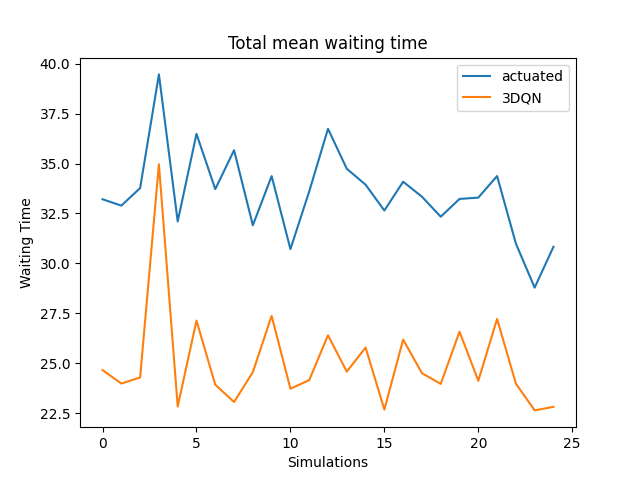 Total mean waiting time
actuated
3DQN
Waiting Time
40.0
37.5
35.0
32.5
30.0
27.5
25.0
22.5
0 5 10 15 20 25
Simulations